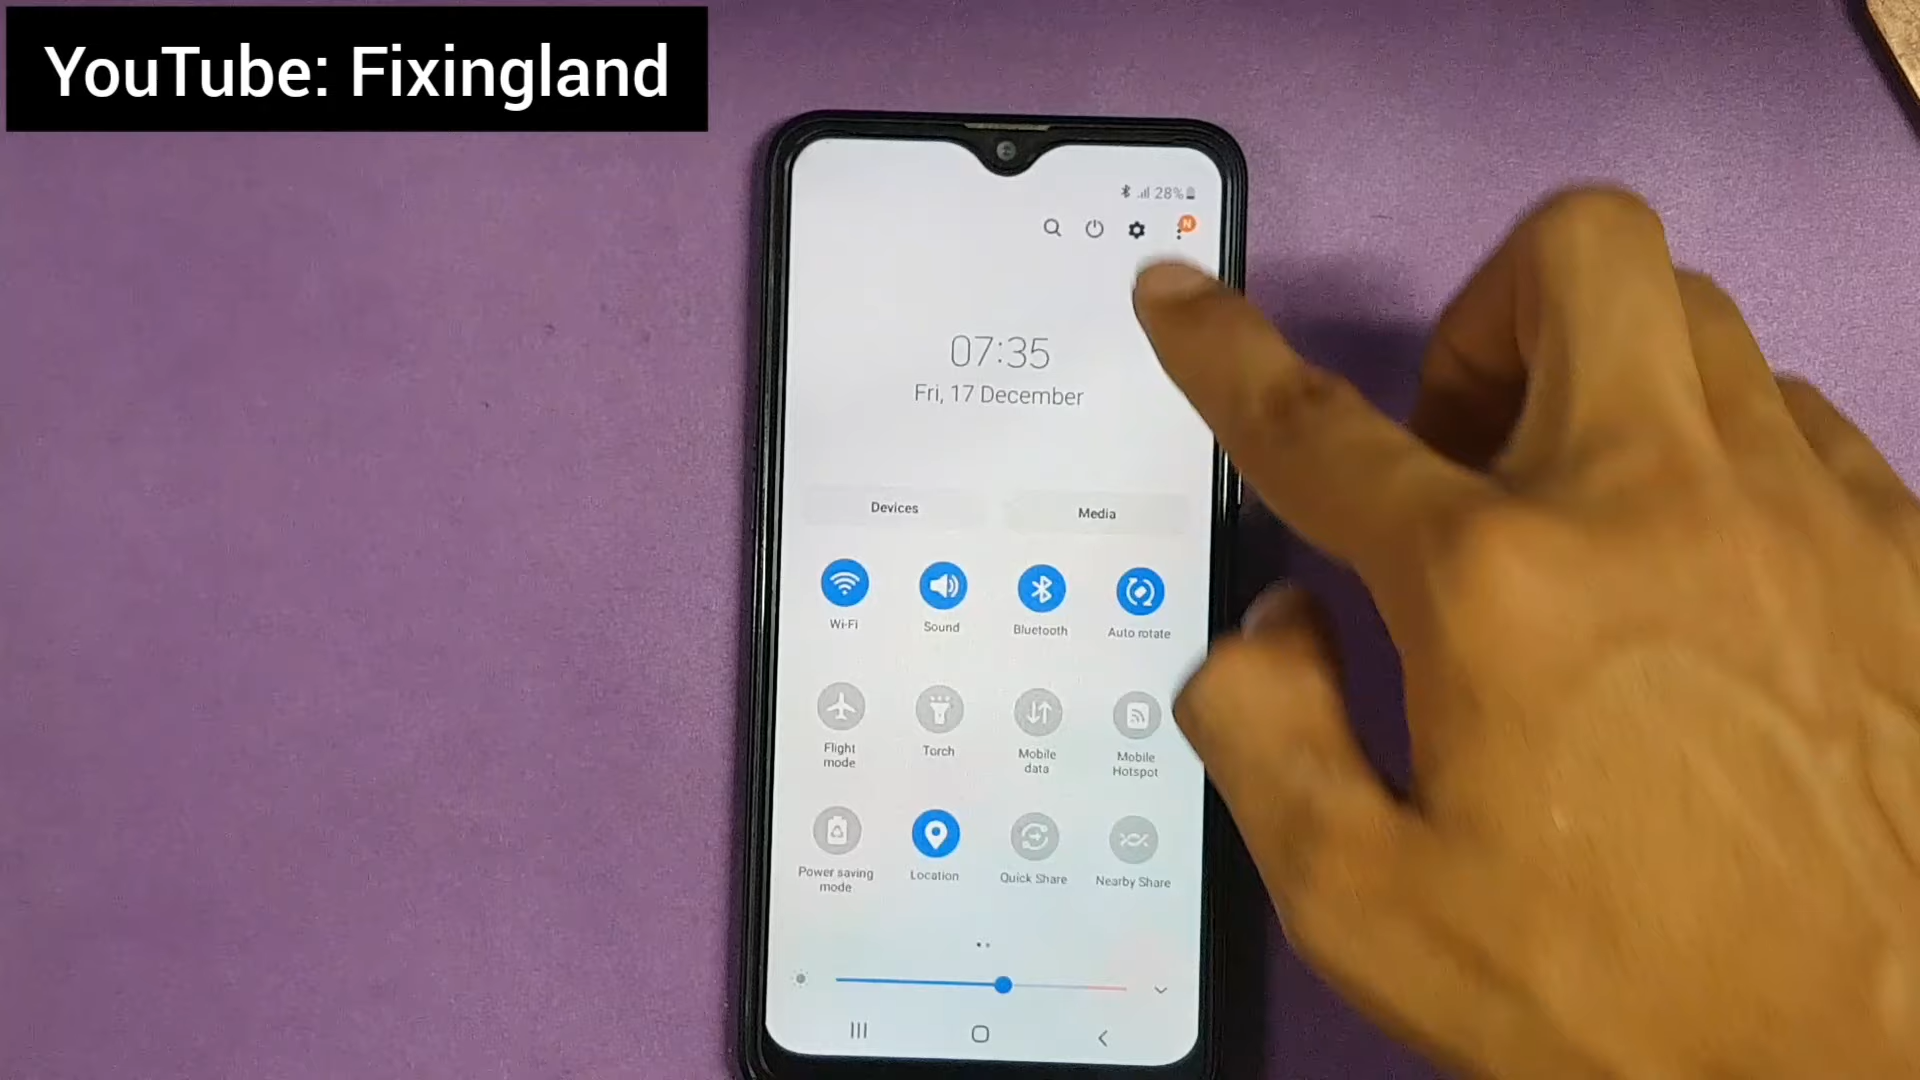 YouTube: Fixingland
28%
N
07:35
Fri, 17 December
Devices
Media
Wi-Fi
Sound
Bluetooth
Auto rotate
Flight
mode
Torch
Mobile
data
Mobile
Hotspot
Power saving
mode
Location
Quick Share
Nearby Share